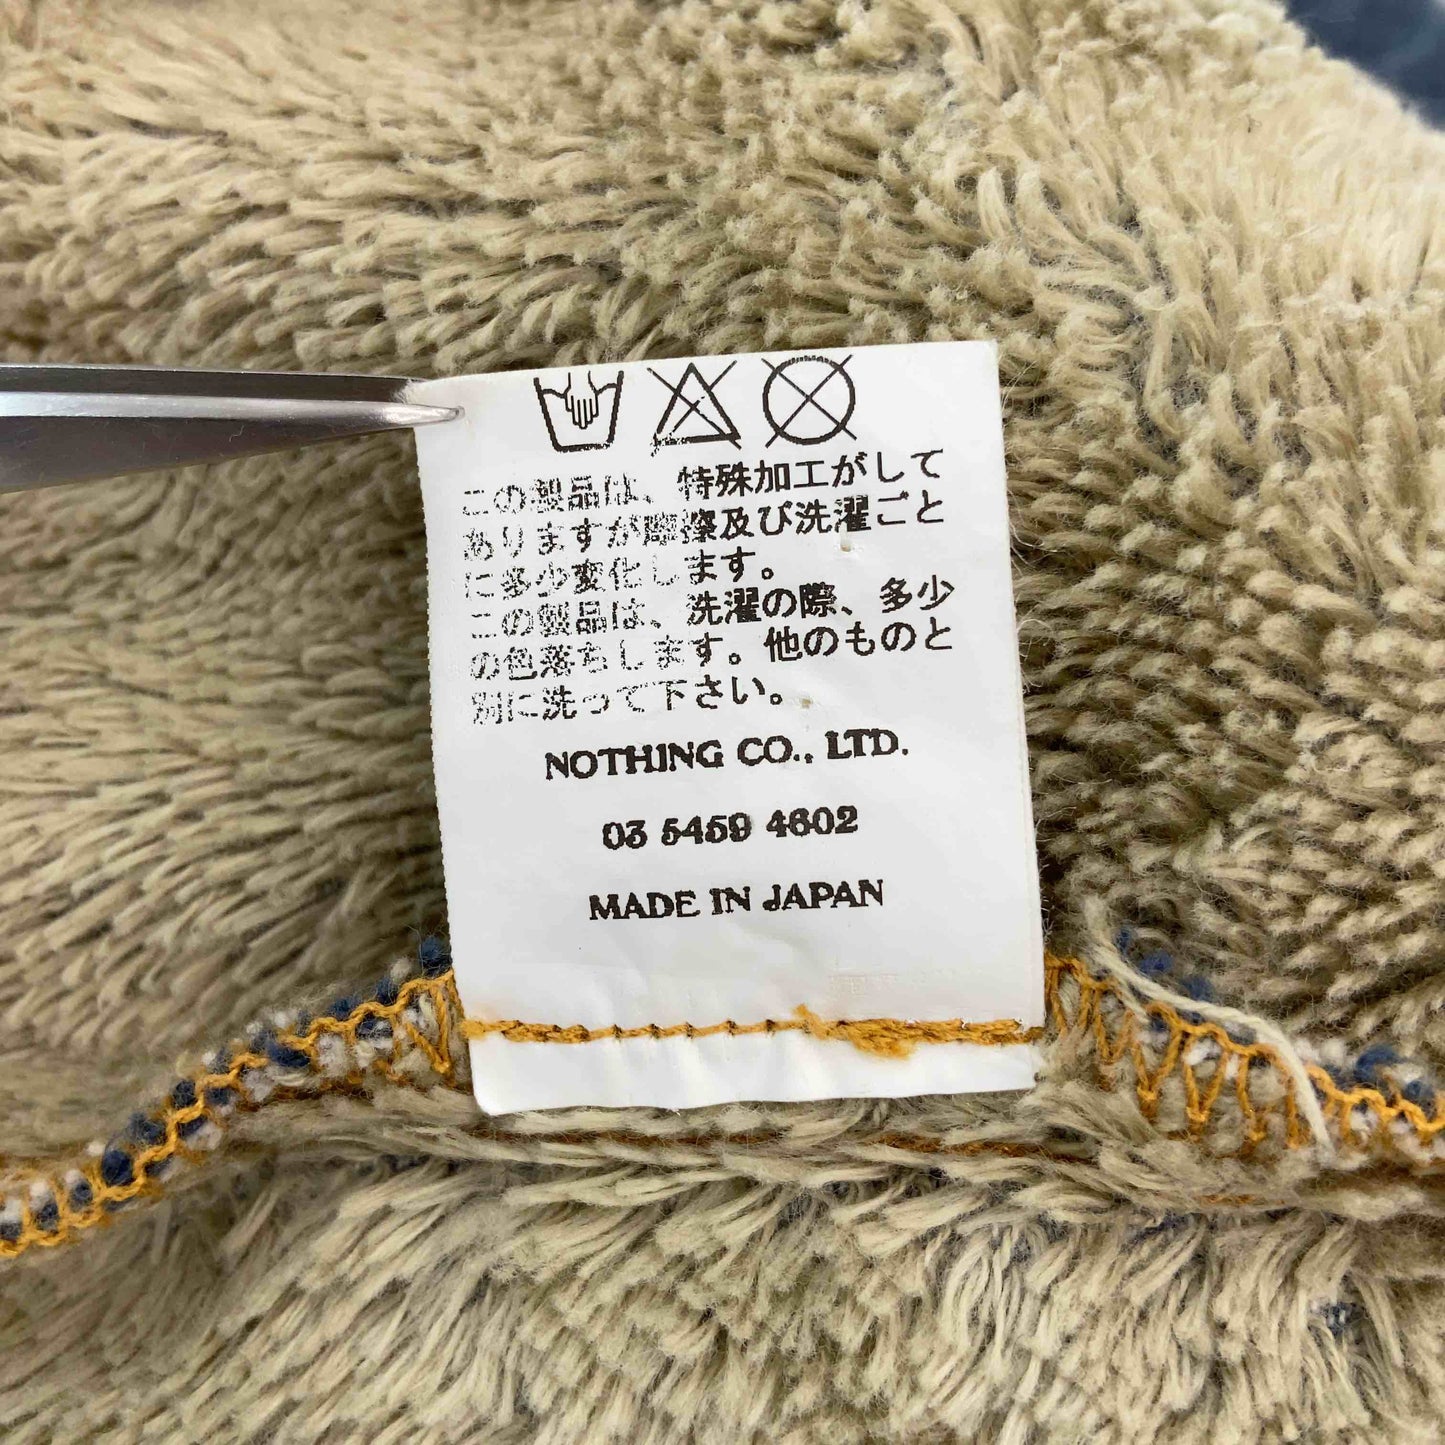 この製品は、特殊加工がして
ありますが摩擦及び洗濯ごと
に多少変化します。
この製品は、洗濯の際、多少
の色落ちします。他のものと
別に洗って下さい。
NOTHING CO., LTD.
03 5459 4602
MADE IN JAPAN